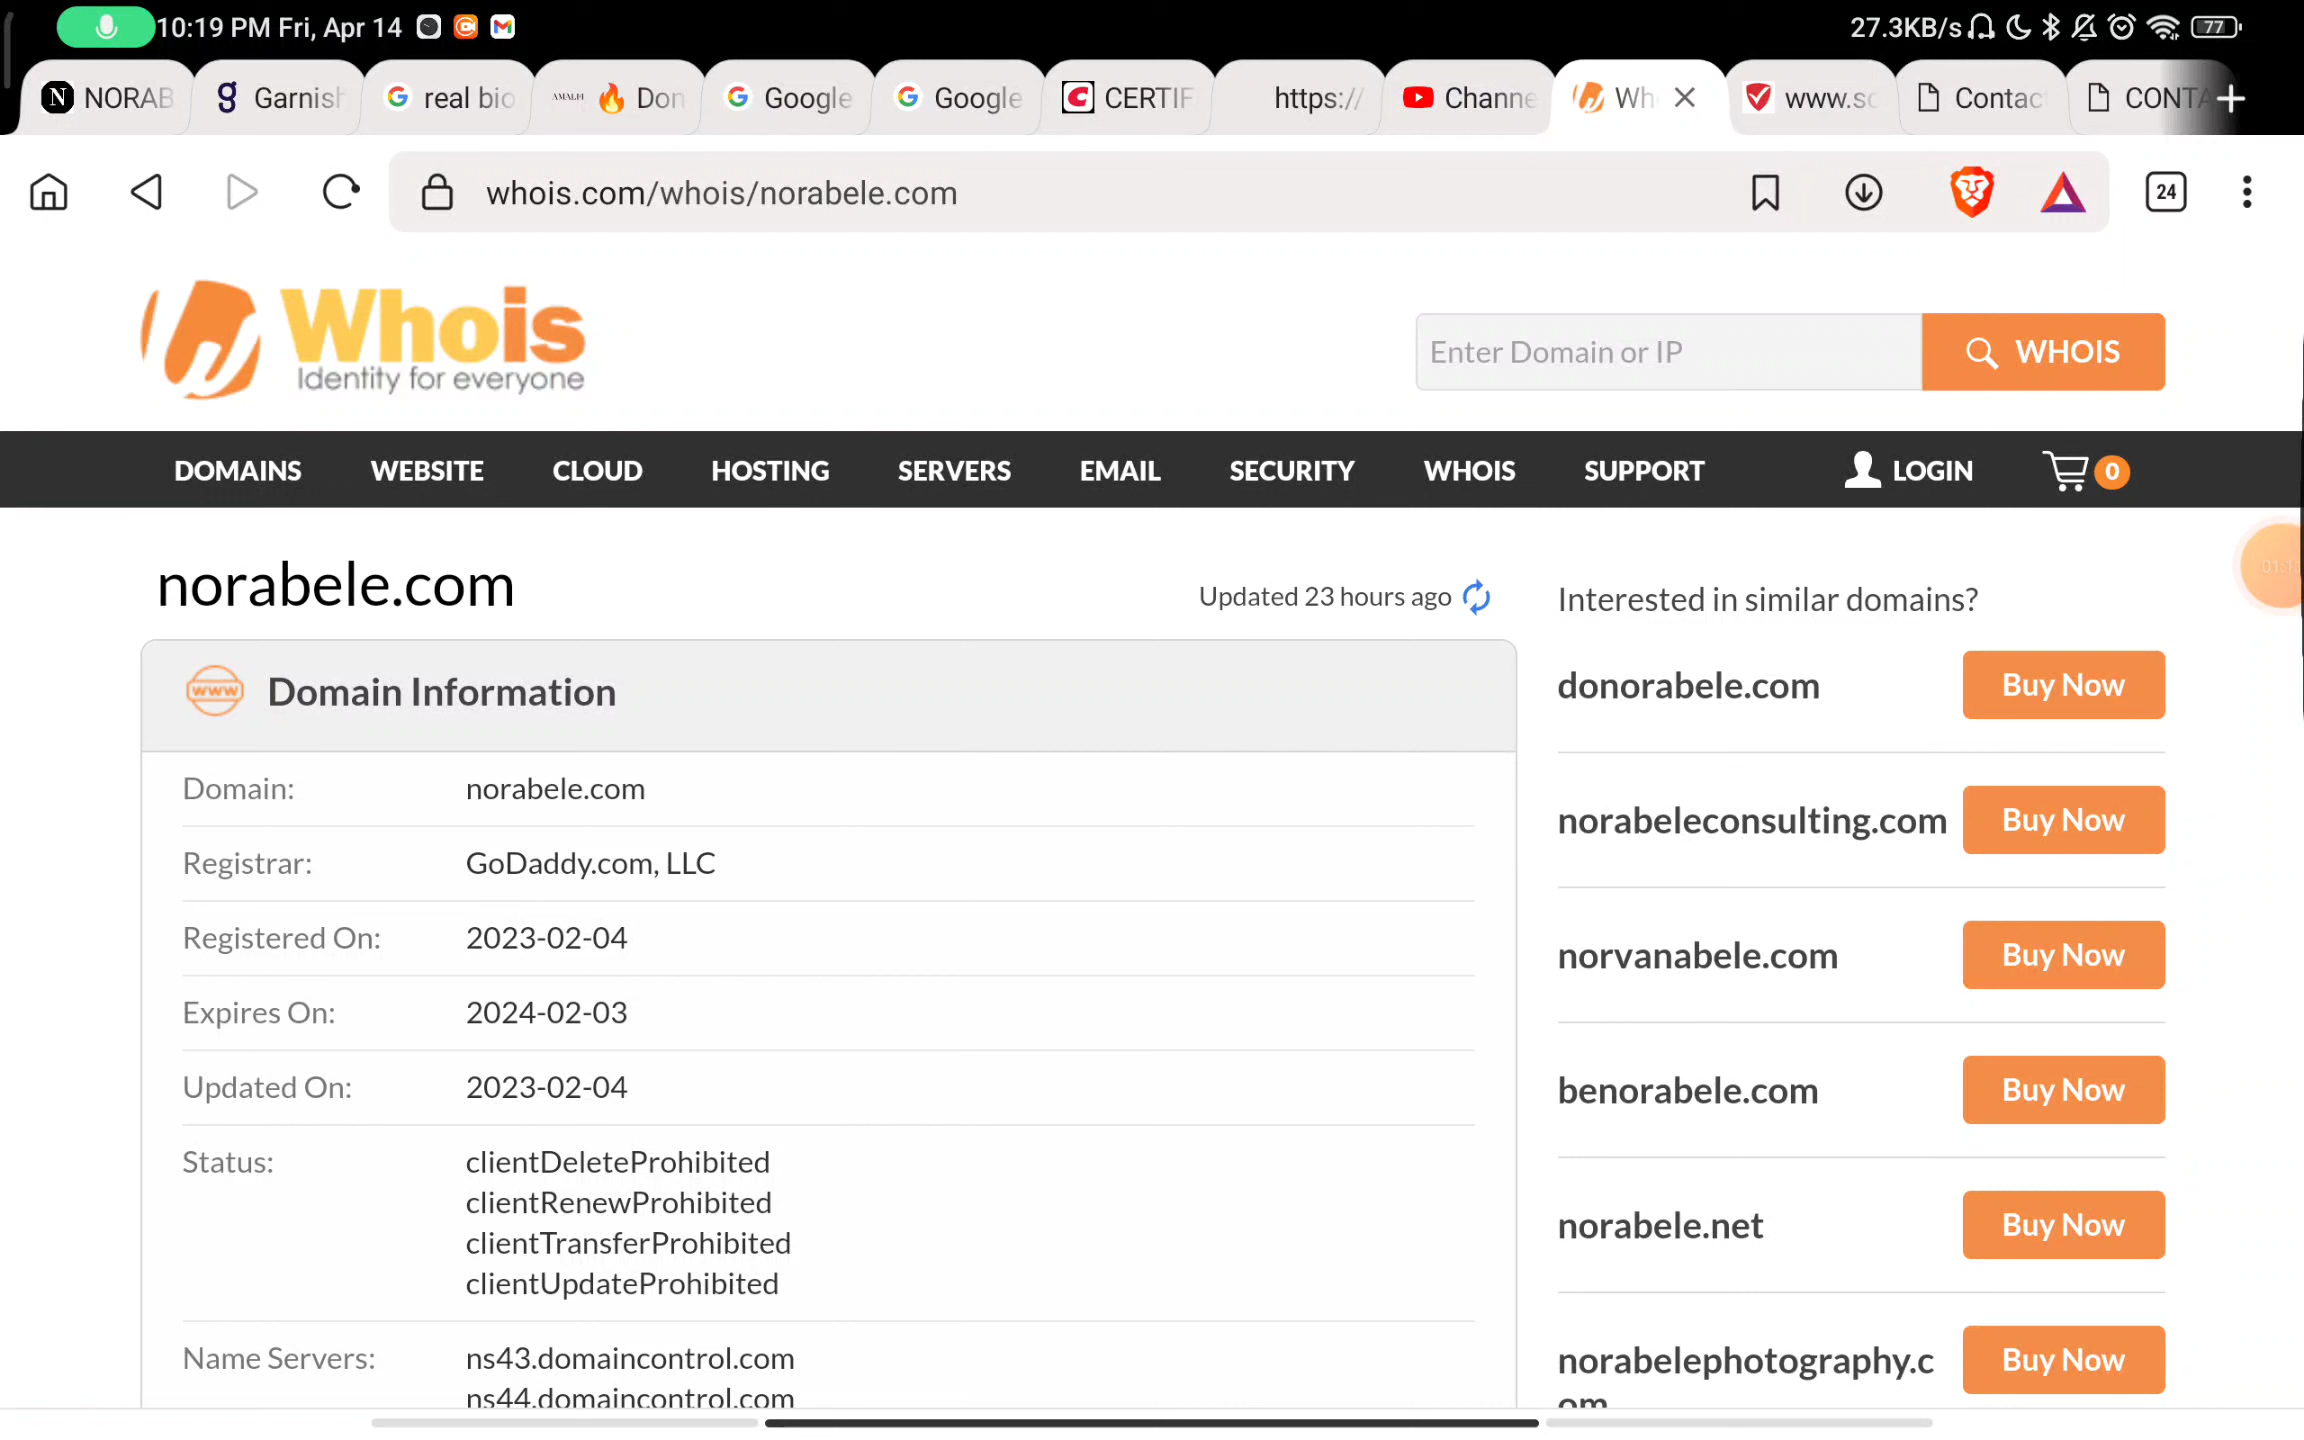 10:19 PM Fri, Apr 14
27.3KB/s
77
NORAB
Garnish
real bio
AMALFI
Don
Google
Google
CERTIF
https://
Channe
Wh
www.sc
Contac
CONTA
whois.com/whois/norabele.com
24
Whois
Identity for everyone
Enter Domain or IP
WHOIS
DOMAINS WEBSITE CLOUD HOSTING SERVERS EMAIL SECURITY WHOIS SUPPORT LOGIN 0
norabele.com
Updated 23 hours ago
www Domain Information
Domain: norabele.com
Registrar: GoDaddy.com, LLC
Registered On: 2023-02-04
Expires On: 2024-02-03
Updated On: 2023-02-04
Status: clientDeleteProhibited
clientRenewProhibited
clientTransferProhibited
clientUpdateProhibited
Name Servers: ns43.domaincontrol.com
ns44.domaincontrol.com
Interested in similar domains?
donorabele.com Buy Now
norabeleconsulting.com Buy Now
norvanabele.com Buy Now
benorabele.com Buy Now
norabele.net Buy Now
norabelephotography.c Buy Now
om